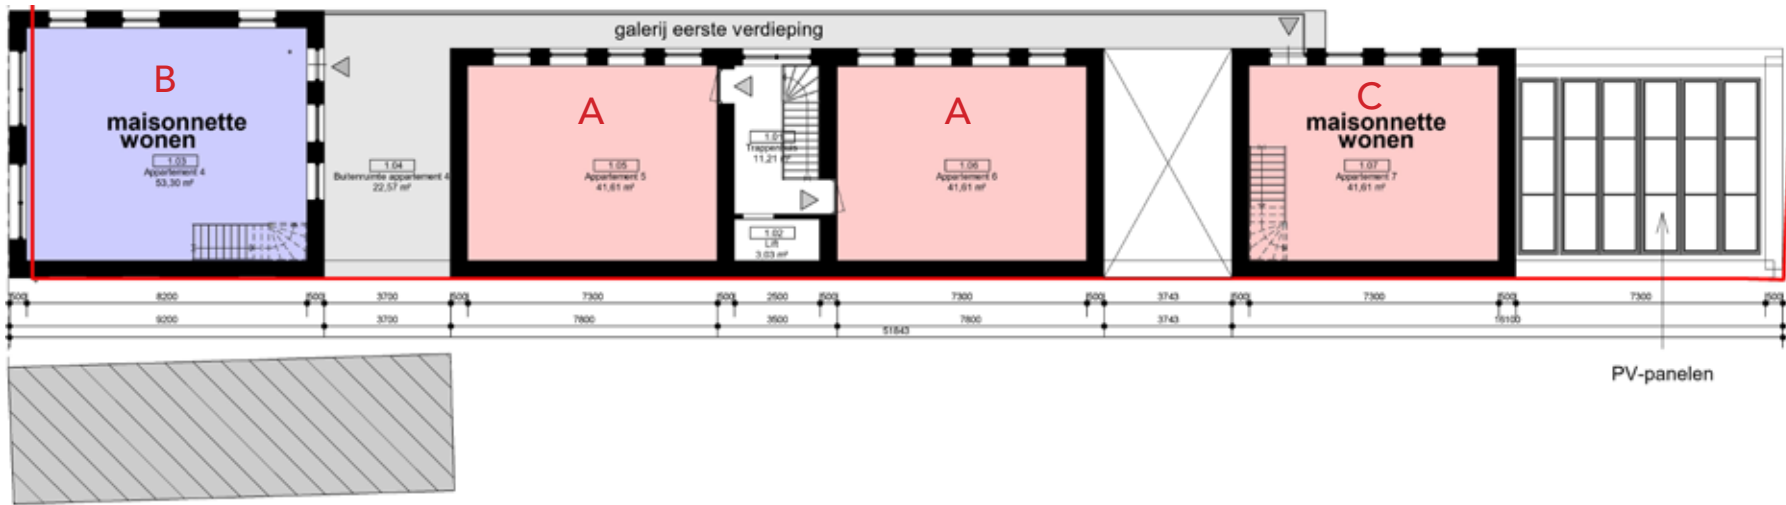 galerij eerste verdieping
B
maisonnette
wonen
1.03
Appartement 4
53,30 m²
1.04
Buitenruimte appartement 4
22,57 m²
A
1.05
Appartement 5
41,61 m²
1.01
Trappenhuis
11,21 m²
1.02
Lift
3,03 m²
A
1.06
Appartement 6
41,61 m²
C
maisonnette
wonen
1.07
Appartement 7
41,61 m²
500 8200 500 3700 500 7300 500 2500 500 7300 500 3743 500 7300 500 7300 500
9200 3700 7800 3500 7800 3743 16100
51843
PV-panelen